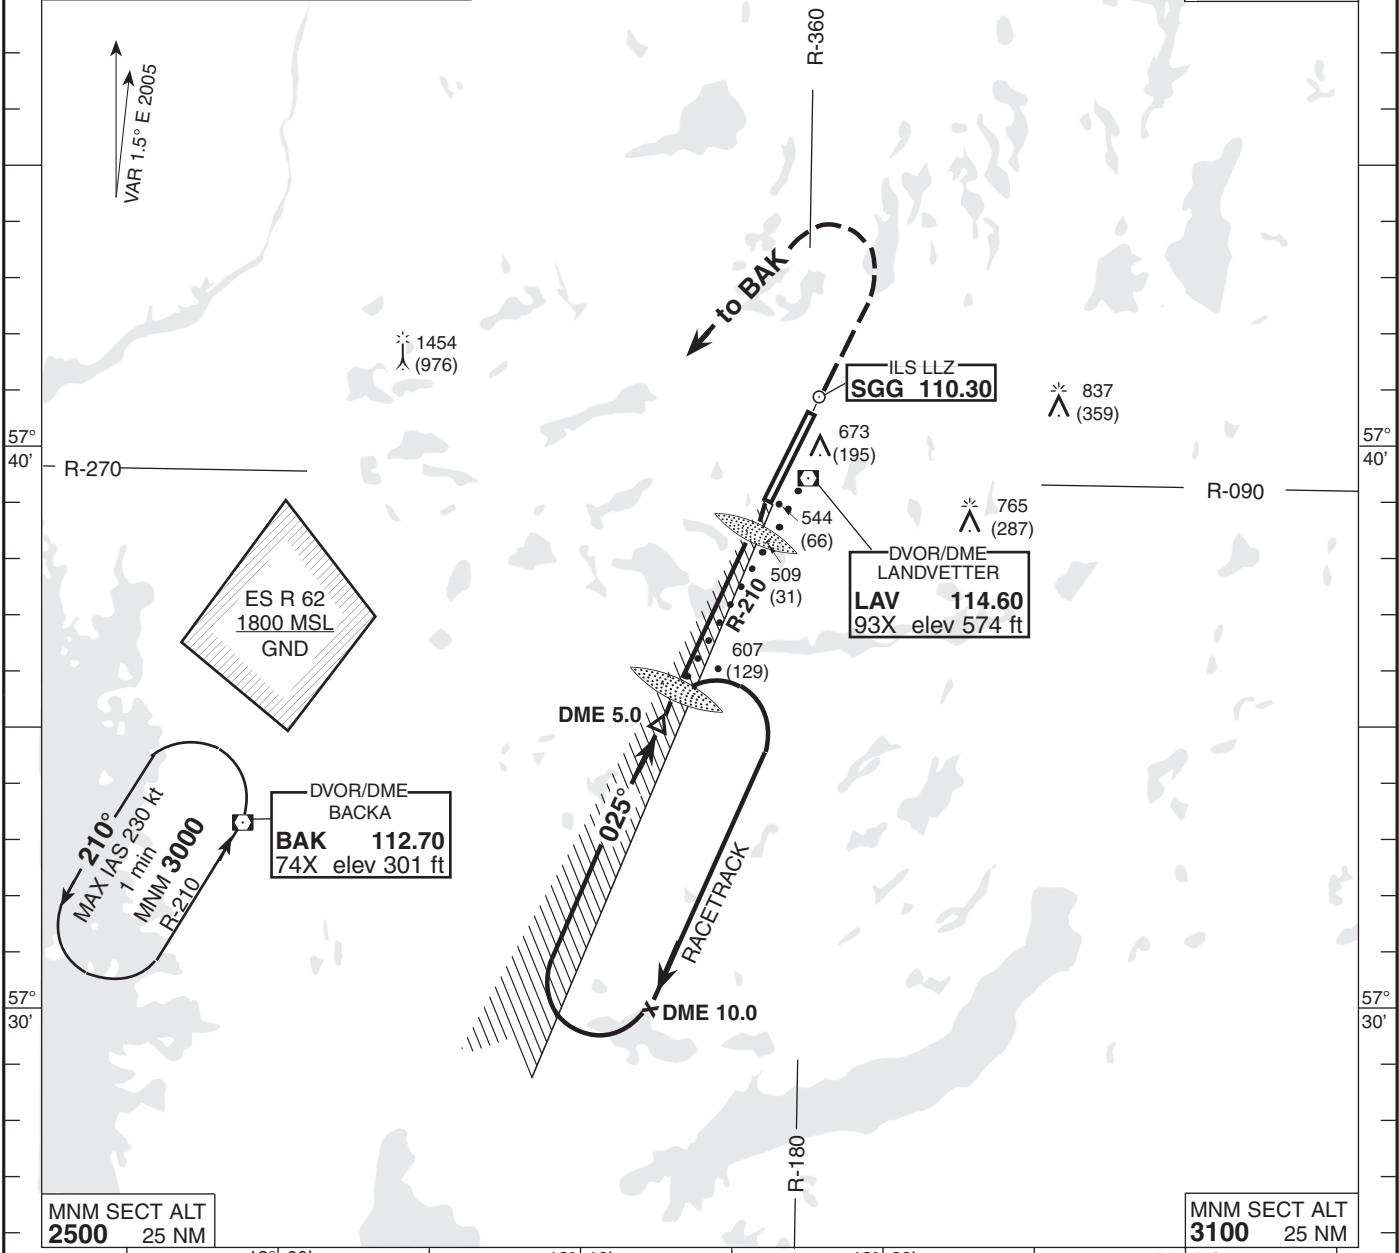 R-360
VAR 1.5° E 2005
to BAK
1454
(976)
ILS LLZ
SGG 110.30
837
(359)
673
(195)
57°
40'
57°
40'
R-270
R-090
765
(287)
544
(66)
DVOR/DME
LANDVETTER
LAV 114.60
93X elev 574 ft
509
(31)
R-210
ES R 62
1800 MSL
GND
607
(129)
DME 5.0
DVOR/DME
BACKA
BAK 112.70
74X elev 301 ft
210°
MAX IAS 230 kt
1 min
MNM 3000
R-210
025°
RACETRACK
57°
30'
DME 10.0
57°
30'
R-180
MNM SECT ALT
2500 25 NM
MNM SECT ALT
3100 25 NM